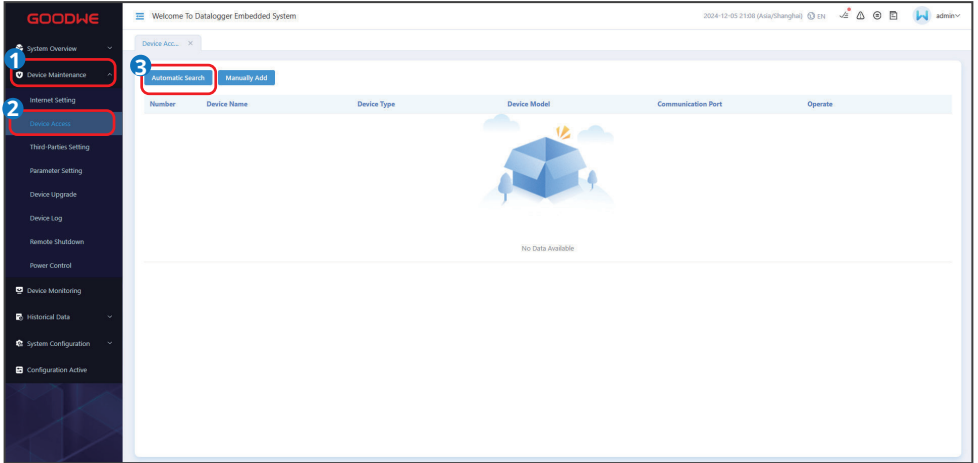 GOODWE
Welcome To Datalogger Embedded System
2024-12-05 21:08 (Asia/Shanghai)
EN
admin
System Overview
Device Acc...
1
Device Maintenance
3
Automatic Search
Manually Add
Internet Setting
Number
Device Name
Device Type
Device Model
Communication Port
Operate
2
Device Access
Third-Parties Setting
Parameter Setting
Device Upgrade
Device Log
Remote Shutdown
No Data Available
Power Control
Device Monitoring
Historical Data
System Configuration
Configuration Active